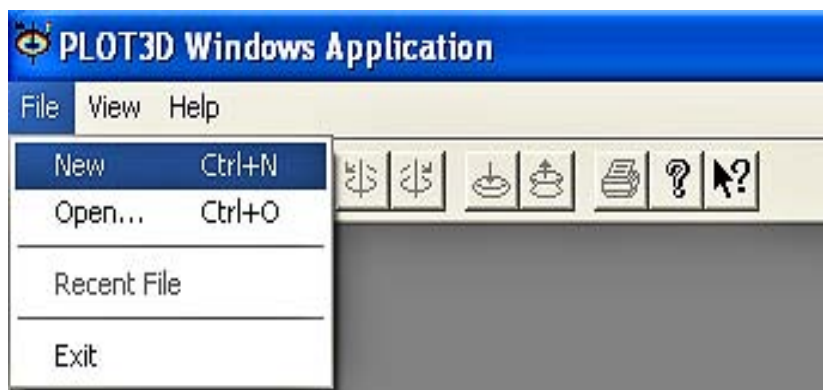 PLOT3D Windows Application
File View Help
New Ctrl+N
Open... Ctrl+O
Recent File
Exit